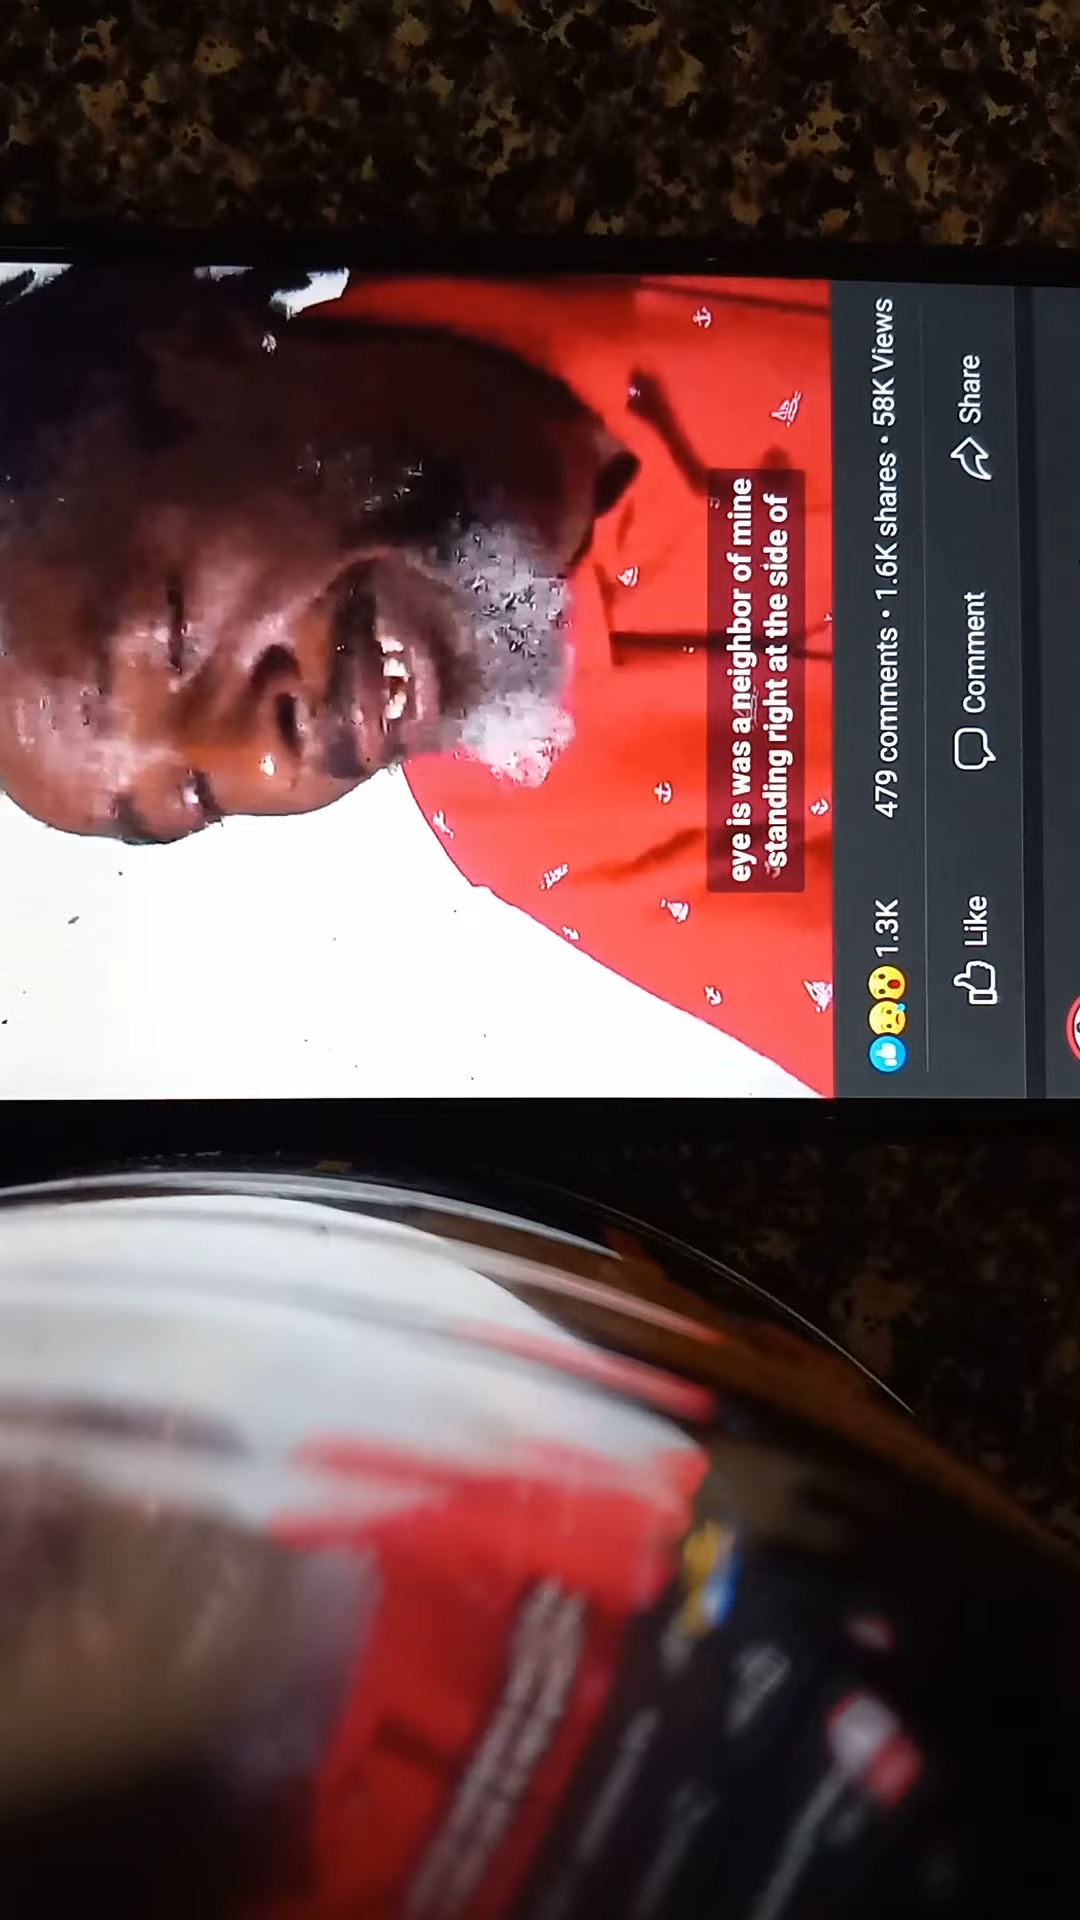 eye is was a neighbor of mine
standing right at the side of
1.3K 479 comments • 1.6K shares • 58K Views
Like Comment Share